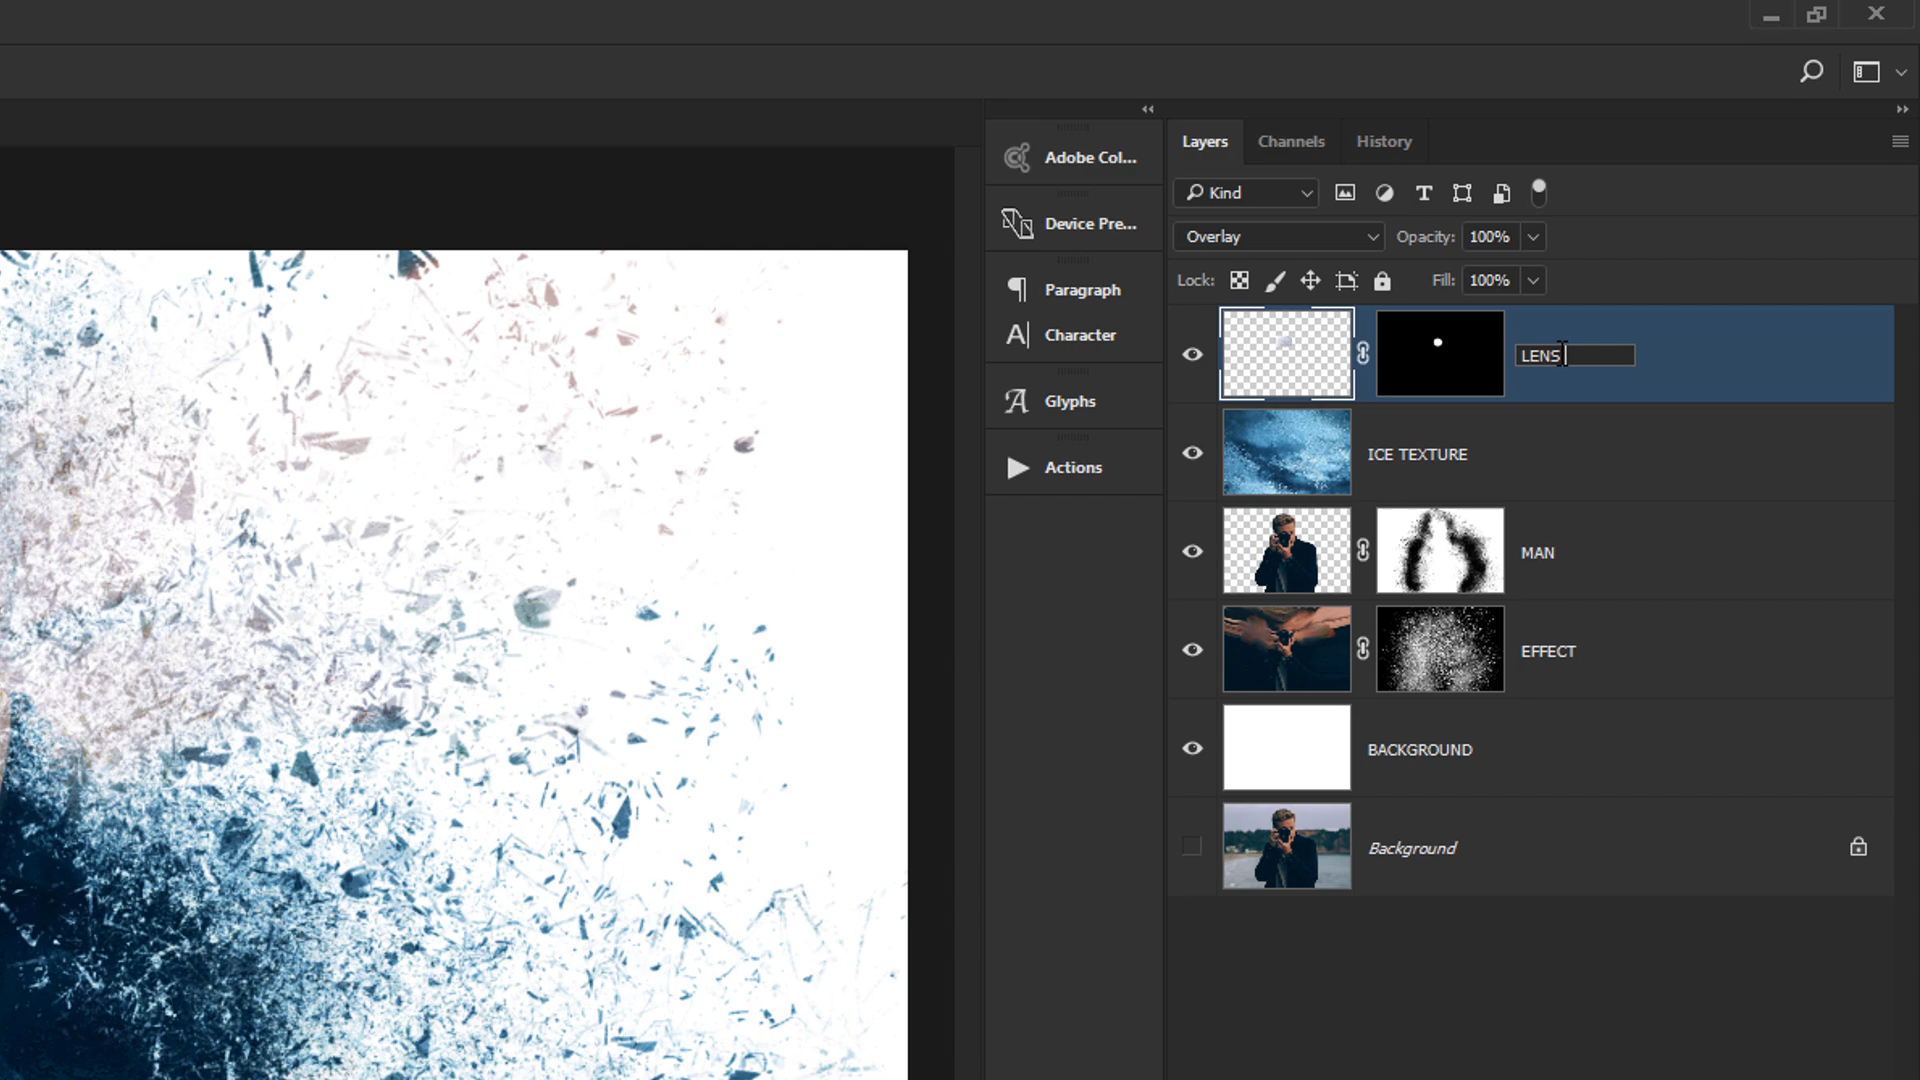 Adobe Col...
Device Pre...
Paragraph
Character
Glyphs
Actions
Layers Channels History
Kind
Overlay Opacity: 100%
Lock: Fill: 100%
LENS
ICE TEXTURE
MAN
EFFECT
BACKGROUND
Background